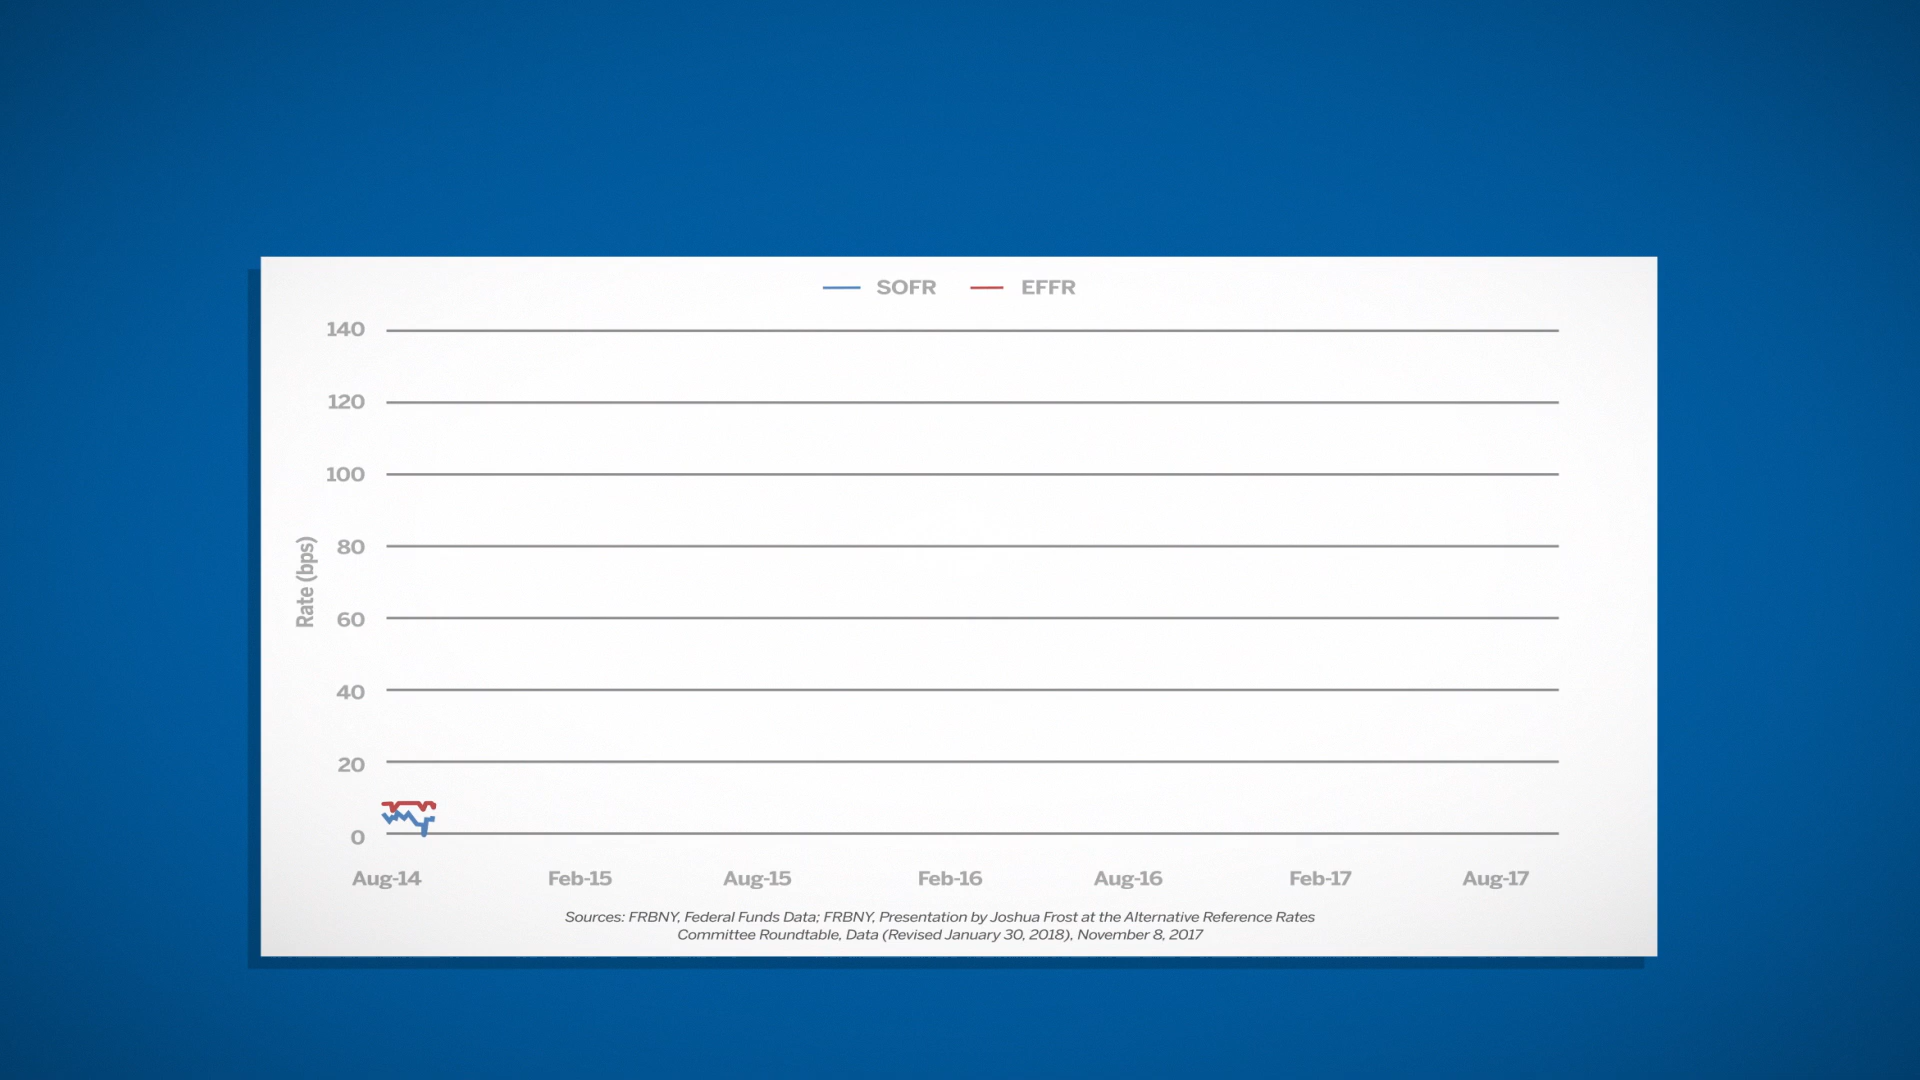 SOFR EFFR
140
120
100
80
60
40
20
0
Rate (bps)
Aug-14 Feb-15 Aug-15 Feb-16 Aug-16 Feb-17 Aug-17
Sources: FRBNY, Federal Funds Data; FRBNY, Presentation by Joshua Frost at the Alternative Reference Rates
Committee Roundtable, Data (Revised January 30, 2018), November 8, 2017